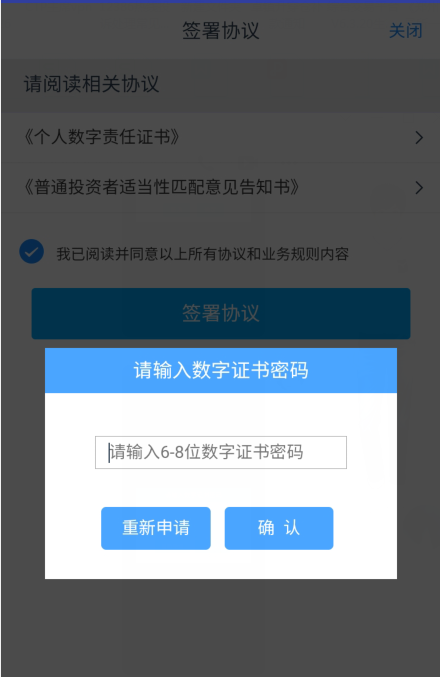 签署协议
关闭
请阅读相关协议
《个人数字责任证书》
《普通投资者适当性匹配意见告知书》
我已阅读并同意以上所有协议和业务规则内容
签署协议
请输入数字证书密码
请输入6-8位数字证书密码
重新申请
确 认